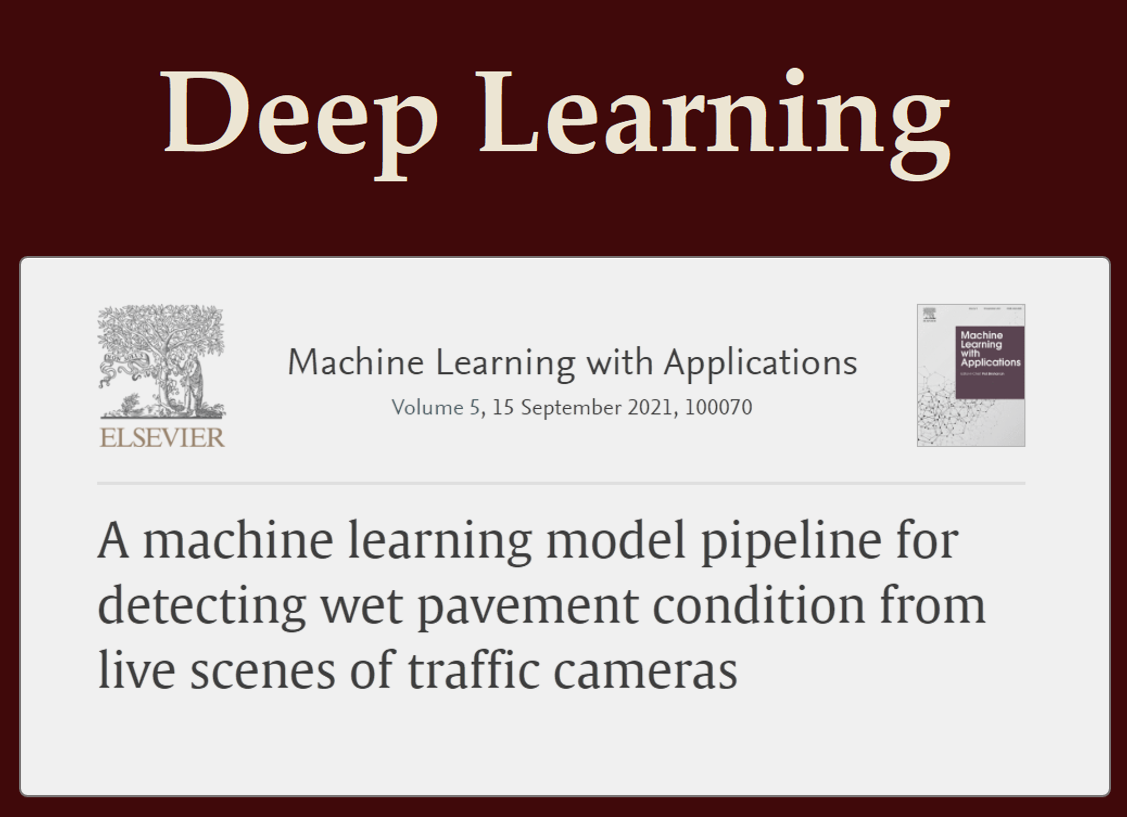 Deep Learning
ELSEVIER
Machine Learning with Applications
Volume 5, 15 September 2021, 100070
Machine
Learning
with
Applications
A machine learning model pipeline for
detecting wet pavement condition from
live scenes of traffic cameras